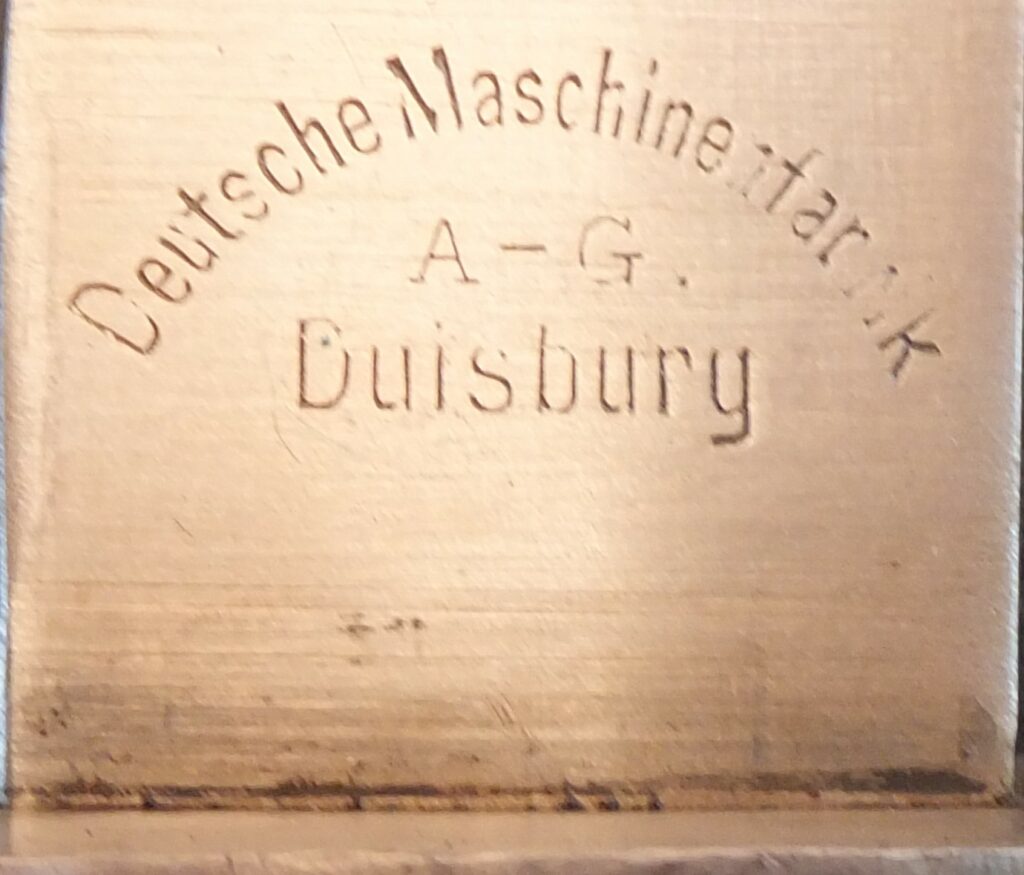 Deutsche Maschinenfabrik
A-G.
Duisburg